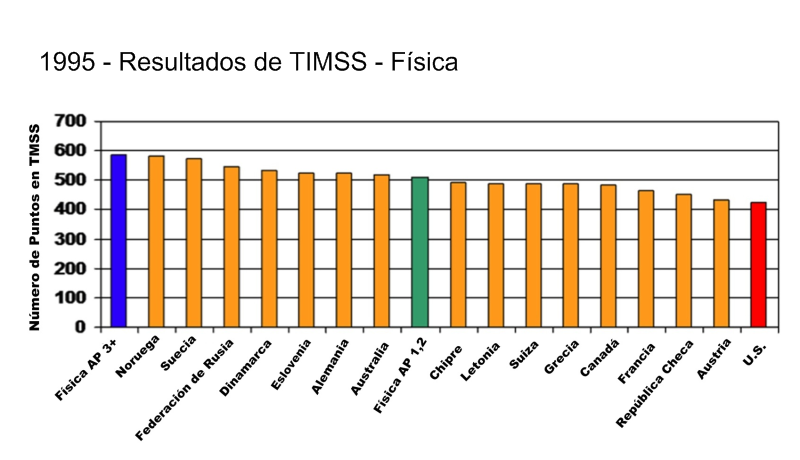 1995 - Resultados de TIMSS - Física
Número de Puntos en TMSS
700
600
500
400
300
200
100
0
Física AP 3+
Noruega
Suecia
Federación de Rusia
Dinamarca
Eslovenia
Alemania
Australia
Física AP 1,2
Chipre
Letonia
Suiza
Grecia
Canadá
Francia
República Checa
Austria
U.S.